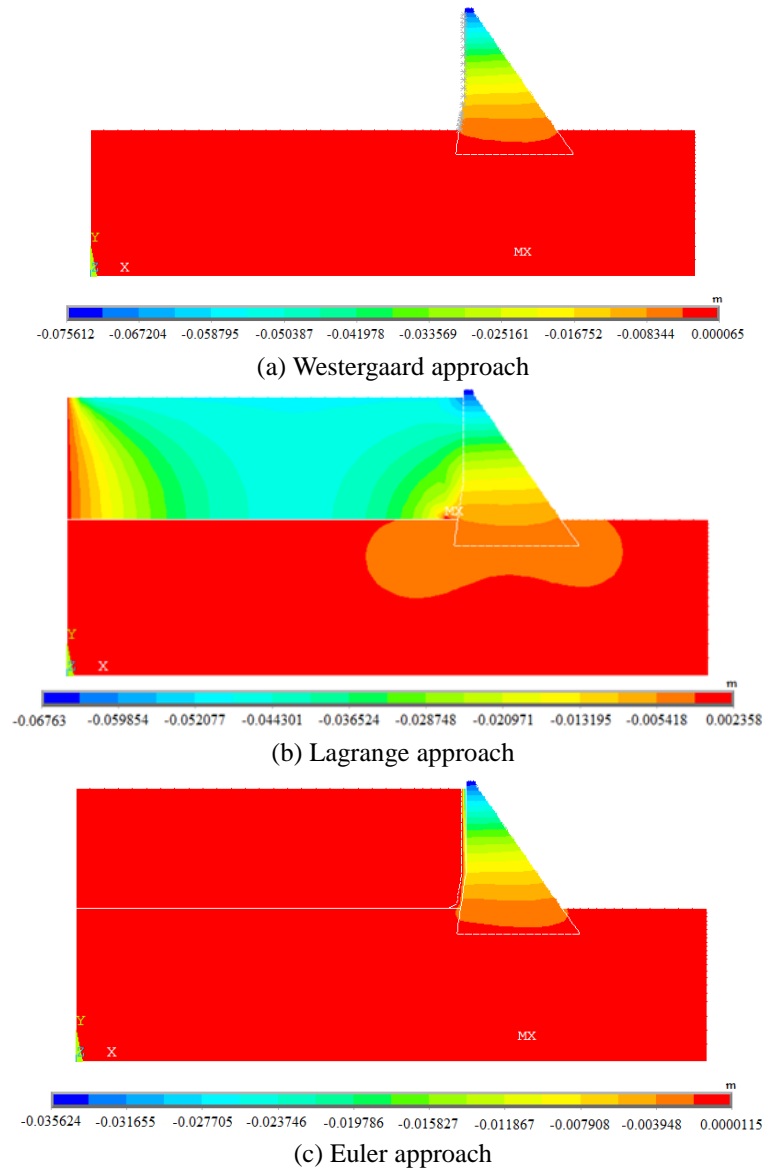 Y
X
MX
m
-0.075612 -0.067204 -0.058795 -0.050387 -0.041978 -0.033569 -0.025161 -0.016752 -0.008344 0.000065
(a) Westergaard approach
MX
Y
X
m
-0.06763 -0.059854 -0.052077 -0.044301 -0.036524 -0.028748 -0.020971 -0.013195 -0.005418 0.002358
(b) Lagrange approach
Y
X
MX
m
-0.035624 -0.031655 -0.027705 -0.023746 -0.019786 -0.015827 -0.011867 -0.007908 -0.003948 0.0000115
(c) Euler approach